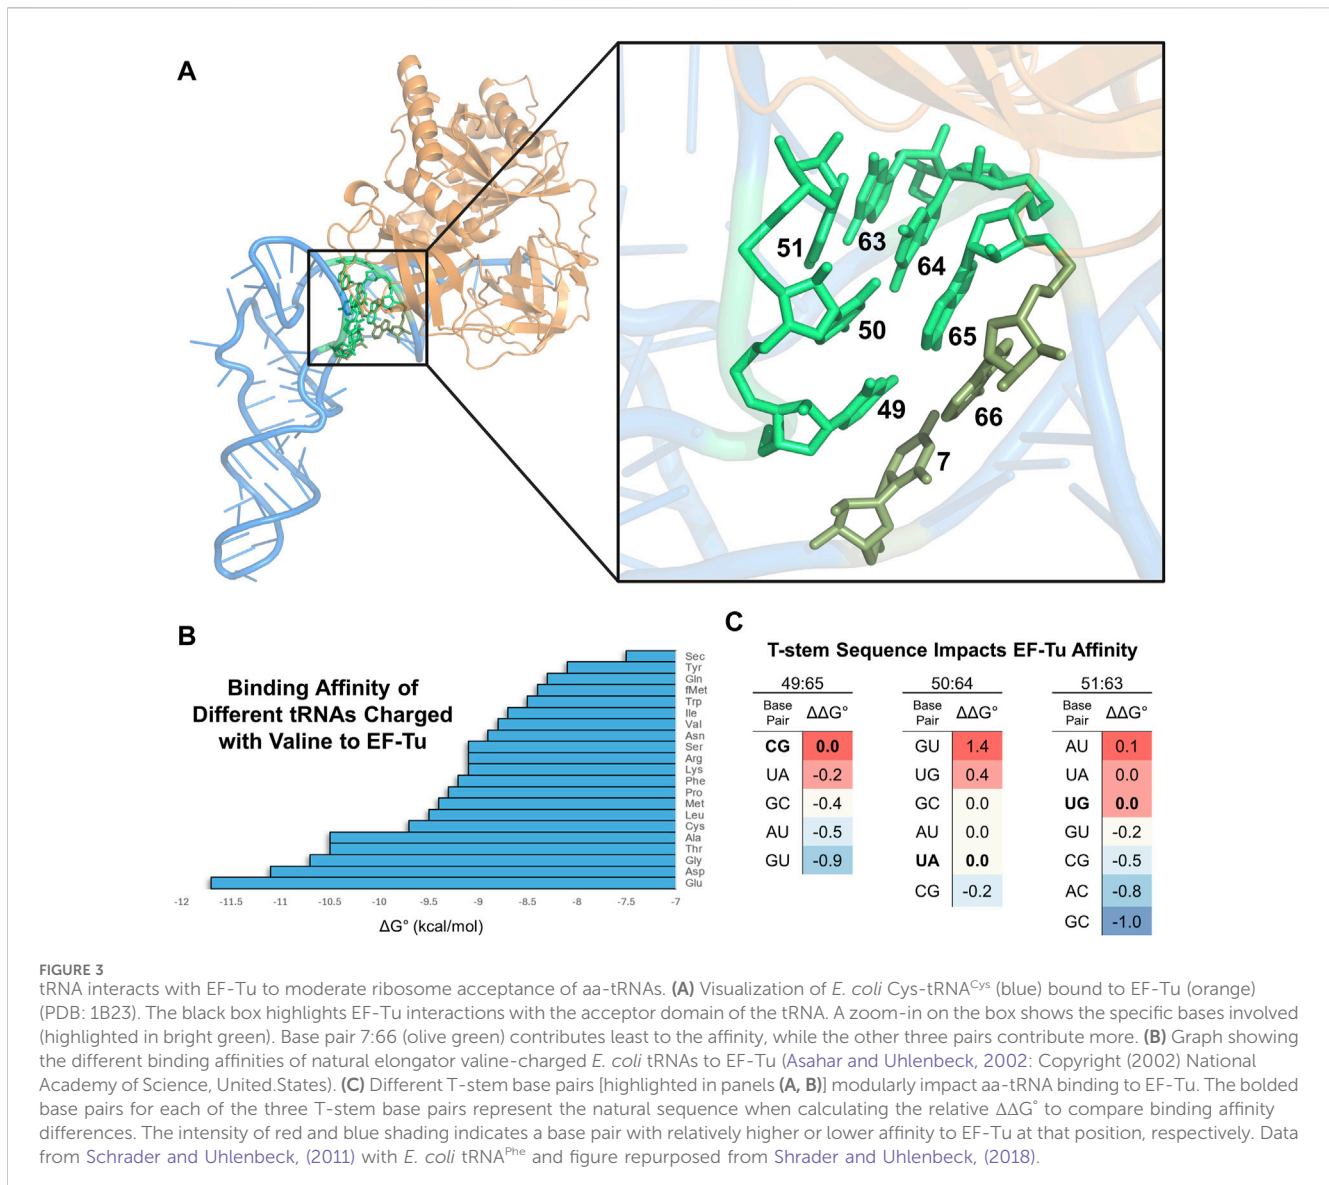 A
51
63
64
50
65
49
66
7
B
Binding Affinity of
Different tRNAs Charged
with Valine to EF-Tu
Sec
Tyr
Gln
fMet
Trp
Ile
Val
Asn
Ser
Arg
Lys
Phe
Pro
Met
Leu
Cys
Ala
Thr
Gly
Asp
Glu
-12 -11.5 -11 -10.5 -10 -9.5 -9 -8.5 -8 -7.5 -7
ΔG° (kcal/mol)
C
T-stem Sequence Impacts EF-Tu Affinity
49:65
Base Pair ΔΔG°
CG 0.0
UA -0.2
GC -0.4
AU -0.5
GU -0.9
50:64
Base Pair ΔΔG°
GU 1.4
UG 0.4
GC 0.0
AU 0.0
UA 0.0
CG -0.2
51:63
Base Pair ΔΔG°
AU 0.1
UA 0.0
UG 0.0
GU -0.2
CG -0.5
AC -0.8
GC -1.0
FIGURE 3
tRNA interacts with EF-Tu to moderate ribosome acceptance of aa-tRNAs. (A) Visualization of E. coli Cys-tRNA^Cys (blue) bound to EF-Tu (orange)
(PDB: 1B23). The black box highlights EF-Tu interactions with the acceptor domain of the tRNA. A zoom-in on the box shows the specific bases involved
(highlighted in bright green). Base pair 7:66 (olive green) contributes least to the affinity, while the other three pairs contribute more. (B) Graph showing
the different binding affinities of natural elongator valine-charged E. coli tRNAs to EF-Tu (Asahar and Uhlenbeck, 2002: Copyright (2002) National
Academy of Science, United.States). (C) Different T-stem base pairs [highlighted in panels (A, B)] modularly impact aa-tRNA binding to EF-Tu. The bolded
base pairs for each of the three T-stem base pairs represent the natural sequence when calculating the relative ΔΔG° to compare binding affinity
differences. The intensity of red and blue shading indicates a base pair with relatively higher or lower affinity to EF-Tu at that position, respectively. Data
from Schrader and Uhlenbeck, (2011) with E. coli tRNA^Phe and figure repurposed from Shrader and Uhlenbeck, (2018).